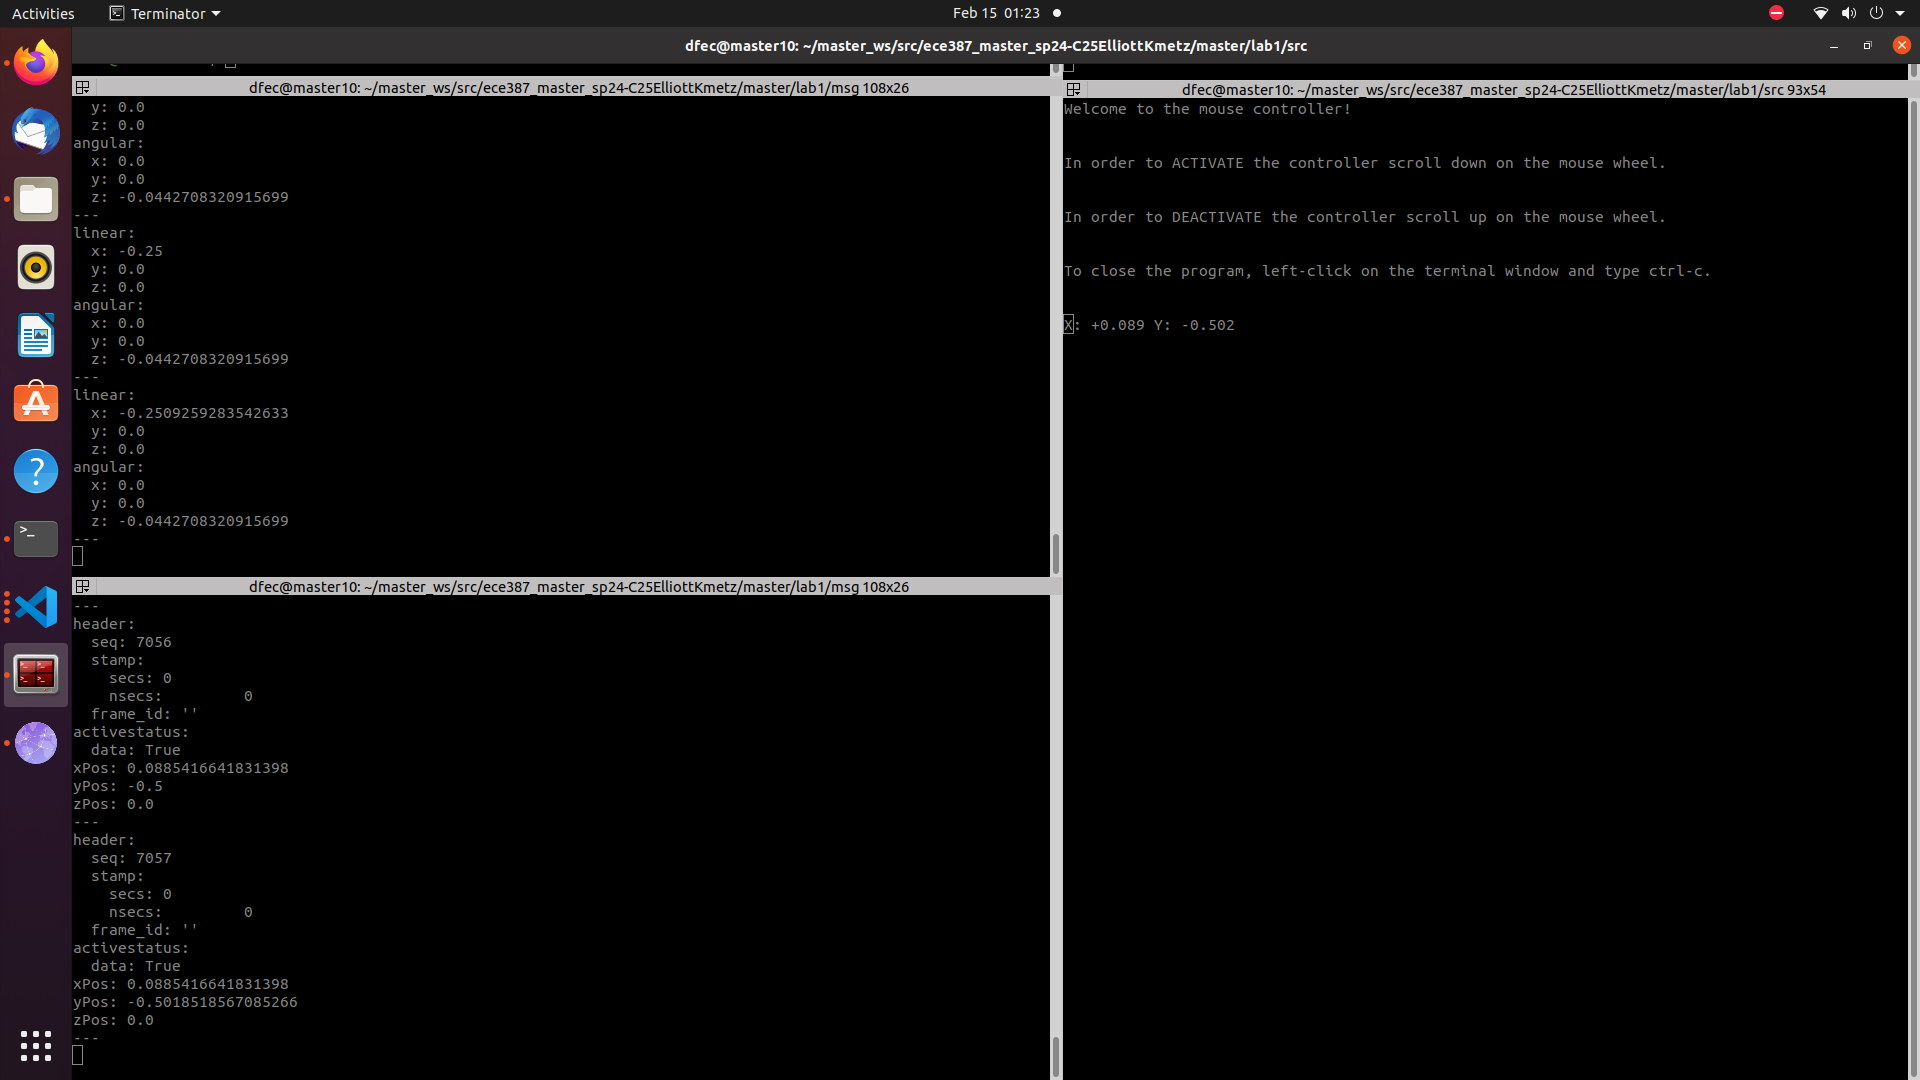 Activities Terminator Feb 15 01:23
dfec@master10: ~/master_ws/src/ece387_master_sp24-C25ElliottKmetz/master/lab1/src
dfec@master10: ~/master_ws/src/ece387_master_sp24-C25ElliottKmetz/master/lab1/msg 108x26
  y: 0.0
  z: 0.0
angular:
  x: 0.0
  y: 0.0
  z: -0.0442708320915699
---
linear:
  x: -0.25
  y: 0.0
  z: 0.0
angular:
  x: 0.0
  y: 0.0
  z: -0.0442708320915699
---
linear:
  x: -0.2509259283542633
  y: 0.0
  z: 0.0
angular:
  x: 0.0
  y: 0.0
  z: -0.0442708320915699
---
dfec@master10: ~/master_ws/src/ece387_master_sp24-C25ElliottKmetz/master/lab1/msg 108x26
---
header:
  seq: 7056
  stamp:
    secs: 0
    nsecs:         0
  frame_id: ''
activestatus:
  data: True
xPos: 0.0885416641831398
yPos: -0.5
zPos: 0.0
---
header:
  seq: 7057
  stamp:
    secs: 0
    nsecs:         0
  frame_id: ''
activestatus:
  data: True
xPos: 0.0885416641831398
yPos: -0.5018518567085266
zPos: 0.0
---
dfec@master10: ~/master_ws/src/ece387_master_sp24-C25ElliottKmetz/master/lab1/src 93x54
Welcome to the mouse controller!
In order to ACTIVATE the controller scroll down on the mouse wheel.
In order to DEACTIVATE the controller scroll up on the mouse wheel.
To close the program, left-click on the terminal window and type ctrl-c.
X: +0.089 Y: -0.502